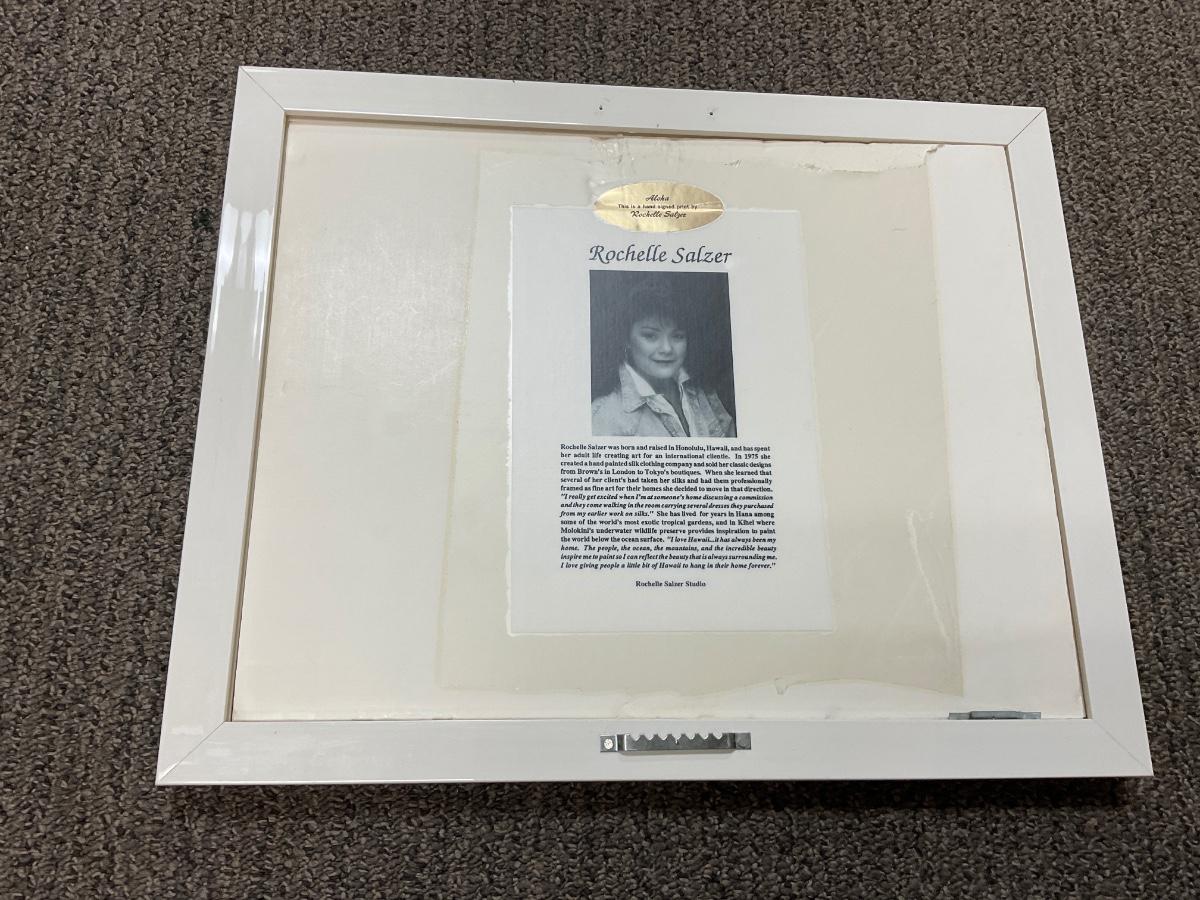 Aloha
This is a hand signed print by
Rochelle Salzer
Rochelle Salzer
Rochelle Salzer was born and raised in Honolulu, Hawaii, and has spent
her adult life creating art for an international clientle. In 1975 she
created a hand painted silk clothing company and sold her classic designs
from Brown's in London to Tokyo's boutiques. When she learned that
several of her client's had taken her silks and had them professionally
framed as fine art for their homes she decided to move in that direction.
"I really get excited when I'm at someone's home discussing a commission
and they come walking in the room carrying several dresses they purchased
from my earlier work on silks." She has lived for years in Hana among
some of the world's most exotic tropical gardens, and in Kihei where
Molokini's underwater wildlife preserve provides inspiration to paint
the world below the ocean surface. "I love Hawaii...it has always been my
home. The people, the ocean, the mountains, and the incredible beauty
inspire me to paint so I can reflect the beauty that is always surrounding me.
I love giving people a little bit of Hawaii to hang in their home forever."
Rochelle Salzer Studio